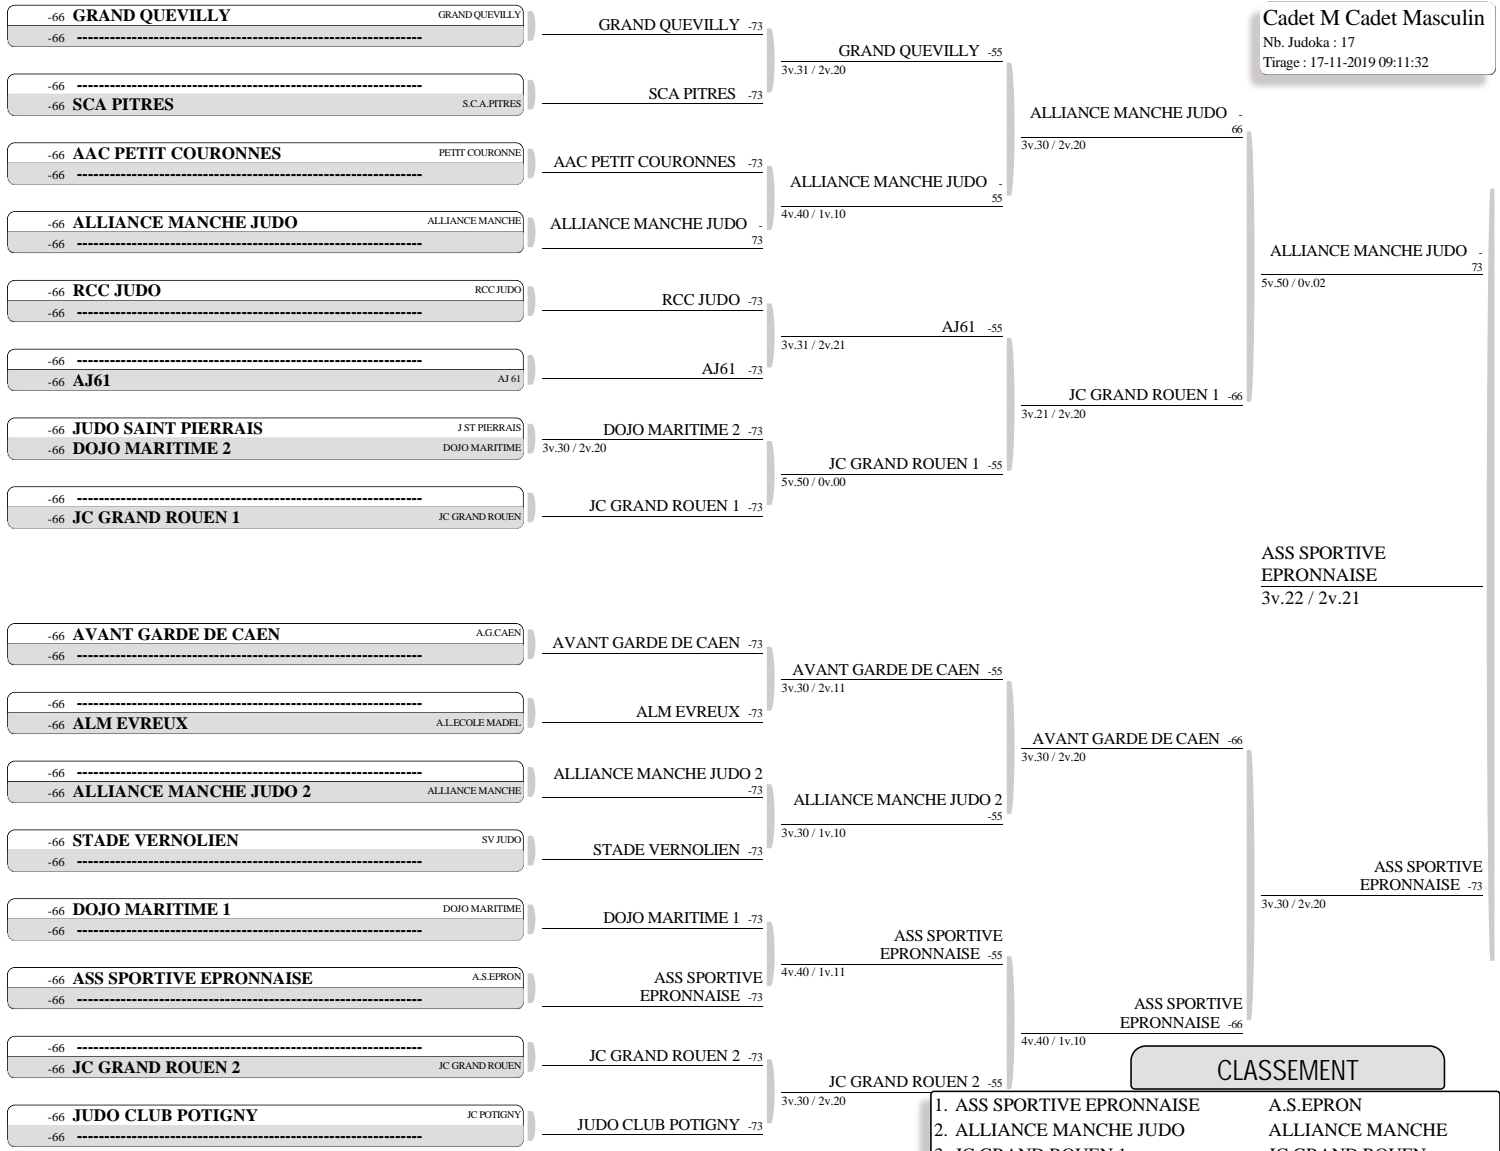 Cadet M Cadet Masculin
Nb. Judoka : 17
Tirage : 17-11-2019 09:11:32
-66 GRAND QUEVILLY GRAND QUEVILLY
-66 ----------------------------------------------------------------
-66 ----------------------------------------------------------------
-66 SCA PITRES S.C.A.PITRES
-66 AAC PETIT COURONNES PETIT COURONNE
-66 ----------------------------------------------------------------
-66 ALLIANCE MANCHE JUDO ALLIANCE MANCHE
-66 ----------------------------------------------------------------
-66 RCC JUDO RCC JUDO
-66 ----------------------------------------------------------------
-66 ----------------------------------------------------------------
-66 AJ61 AJ 61
-66 JUDO SAINT PIERRAIS J ST PIERRAIS
-66 DOJO MARITIME 2 DOJO MARITIME
-66 ----------------------------------------------------------------
-66 JC GRAND ROUEN 1 JC GRAND ROUEN
-66 AVANT GARDE DE CAEN A.G.CAEN
-66 ----------------------------------------------------------------
-66 ----------------------------------------------------------------
-66 ALM EVREUX A.L.ECOLE MADEL
-66 ----------------------------------------------------------------
-66 ALLIANCE MANCHE JUDO 2 ALLIANCE MANCHE
-66 STADE VERNOLIEN SV JUDO
-66 ----------------------------------------------------------------
-66 DOJO MARITIME 1 DOJO MARITIME
-66 ----------------------------------------------------------------
-66 ASS SPORTIVE EPRONNAISE A.S.EPRON
-66 ----------------------------------------------------------------
-66 ----------------------------------------------------------------
-66 JC GRAND ROUEN 2 JC GRAND ROUEN
-66 JUDO CLUB POTIGNY JC POTIGNY
-66 ----------------------------------------------------------------
GRAND QUEVILLY -73
SCA PITRES -73
AAC PETIT COURONNES -73
ALLIANCE MANCHE JUDO -
73
RCC JUDO -73
AJ61 -73
DOJO MARITIME 2 -73
3v.30 / 2v.20
JC GRAND ROUEN 1 -73
AVANT GARDE DE CAEN -73
ALM EVREUX -73
ALLIANCE MANCHE JUDO 2
-73
STADE VERNOLIEN -73
DOJO MARITIME 1 -73
ASS SPORTIVE
EPRONNAISE -73
JC GRAND ROUEN 2 -73
JUDO CLUB POTIGNY -73
GRAND QUEVILLY -55
3v.31 / 2v.20
ALLIANCE MANCHE JUDO -
55
4v.40 / 1v.10
AJ61 -55
3v.31 / 2v.21
JC GRAND ROUEN 1 -55
5v.50 / 0v.00
AVANT GARDE DE CAEN -55
3v.30 / 2v.11
ALLIANCE MANCHE JUDO 2
-55
3v.30 / 1v.10
ASS SPORTIVE
EPRONNAISE -55
4v.40 / 1v.11
JC GRAND ROUEN 2 -55
3v.30 / 2v.20
ALLIANCE MANCHE JUDO -
66
3v.30 / 2v.20
JC GRAND ROUEN 1 -66
3v.21 / 2v.20
AVANT GARDE DE CAEN -66
3v.30 / 2v.20
ASS SPORTIVE
EPRONNAISE -66
4v.40 / 1v.10
ALLIANCE MANCHE JUDO -
73
5v.50 / 0v.02
ASS SPORTIVE
EPRONNAISE
3v.22 / 2v.21
ASS SPORTIVE
EPRONNAISE -73
3v.30 / 2v.20
CLASSEMENT
1. ASS SPORTIVE EPRONNAISE A.S.EPRON
2. ALLIANCE MANCHE JUDO ALLIANCE MANCHE
3. JC GRAND ROUEN 1 JC GRAND ROUEN